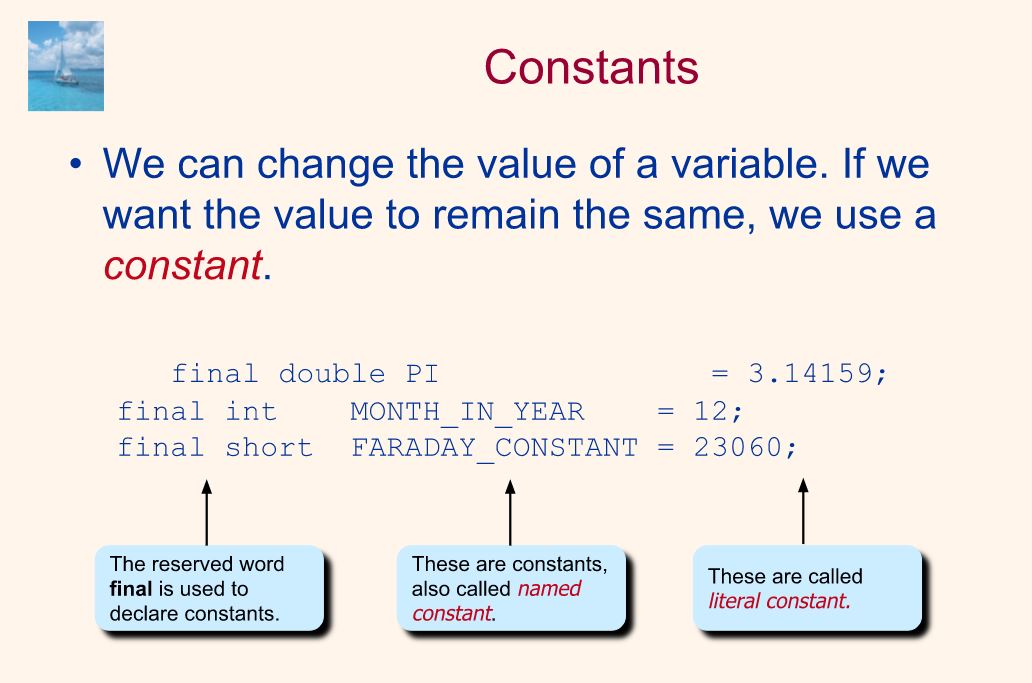 Constants
• We can change the value of a variable. If we
want the value to remain the same, we use a
constant.
final double PI = 3.14159;
final int MONTH_IN_YEAR = 12;
final short FARADAY_CONSTANT = 23060;
The reserved word
final is used to
declare constants.
These are constants,
also called named
constant.
These are called
literal constant.